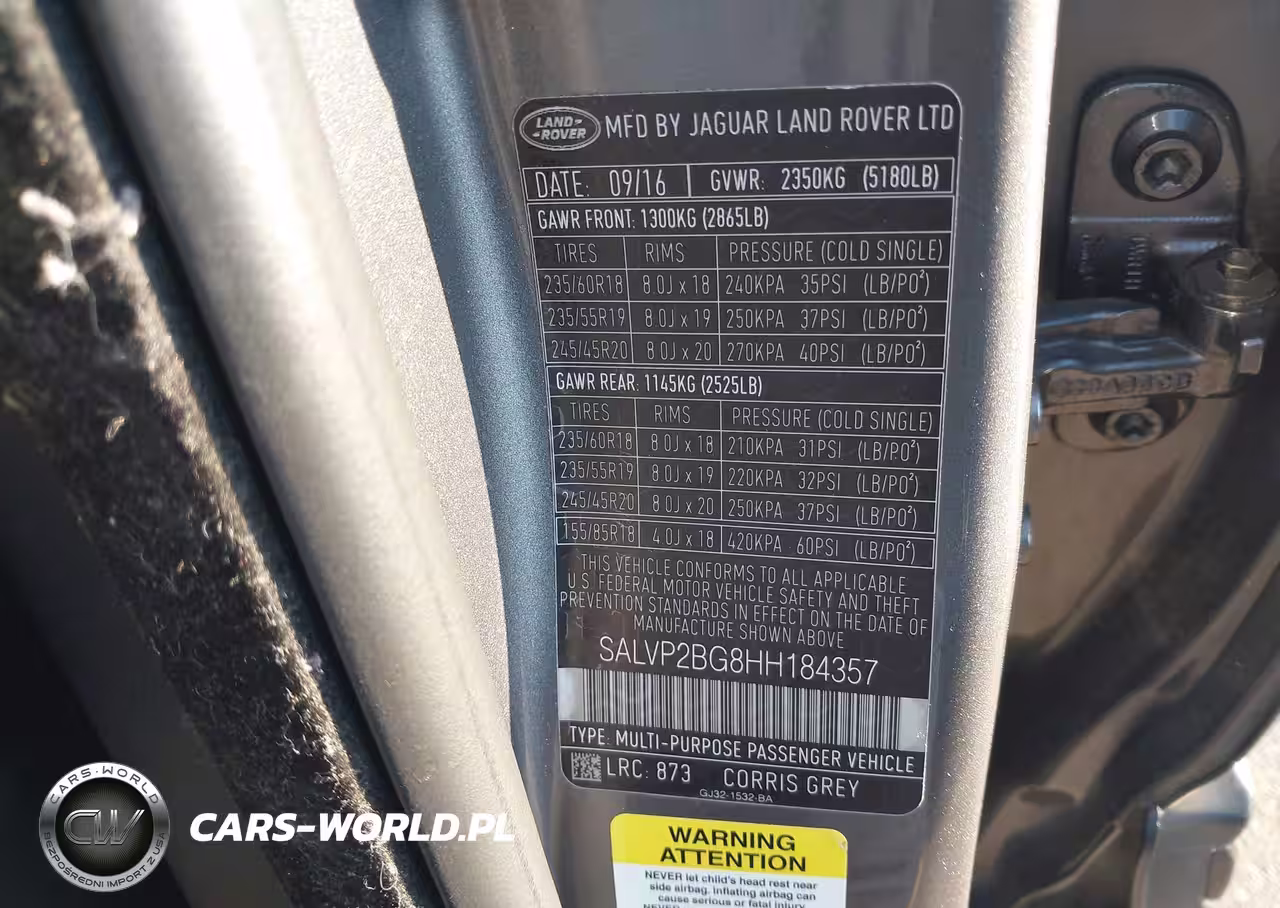 LAND-
-ROVER
MFD BY JAGUAR LAND ROVER LTD
DATE: 09/16 GVWR: 2350KG (5180LB)
GAWR FRONT: 1300KG (2865LB)
TIRES RIMS PRESSURE (COLD SINGLE)
235/60R18 8.0J x 18 240KPA 35PSI (LB/PO²)
235/55R19 8.0J x 19 250KPA 37PSI (LB/PO²)
245/45R20 8.0J x 20 270KPA 40PSI (LB/PO²)
GAWR REAR: 1145KG (2525LB)
TIRES RIMS PRESSURE (COLD SINGLE)
235/60R18 8.0J x 18 210KPA 31PSI (LB/PO²)
235/55R19 8.0J x 19 220KPA 32PSI (LB/PO²)
245/45R20 8.0J x 20 250KPA 37PSI (LB/PO²)
155/85R18 4.0J x 18 420KPA 60PSI (LB/PO²)
THIS VEHICLE CONFORMS TO ALL APPLICABLE
U.S. FEDERAL MOTOR VEHICLE SAFETY AND THEFT
PREVENTION STANDARDS IN EFFECT ON THE DATE OF
MANUFACTURE SHOWN ABOVE
SALVP2BG8HH184357
TYPE: MULTI-PURPOSE PASSENGER VEHICLE
LRC: 873 CORRIS GREY
GJ32-1532-BA
WARNING
ATTENTION
NEVER let child's head rest near
side airbag. Inflating airbag can
cause serious or fatal injury.
CARS-WORLD
CW
BEZPOŚREDNI IMPORT Z USA
CARS-WORLD.PL